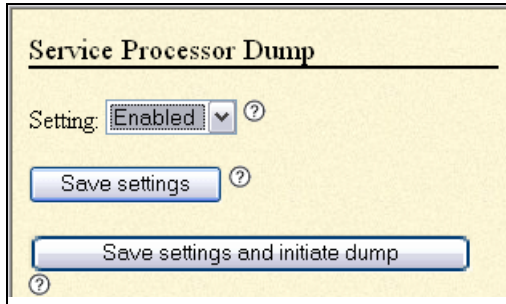 Service Processor Dump
Setting: Enabled ?
Save settings ?
Save settings and initiate dump
?